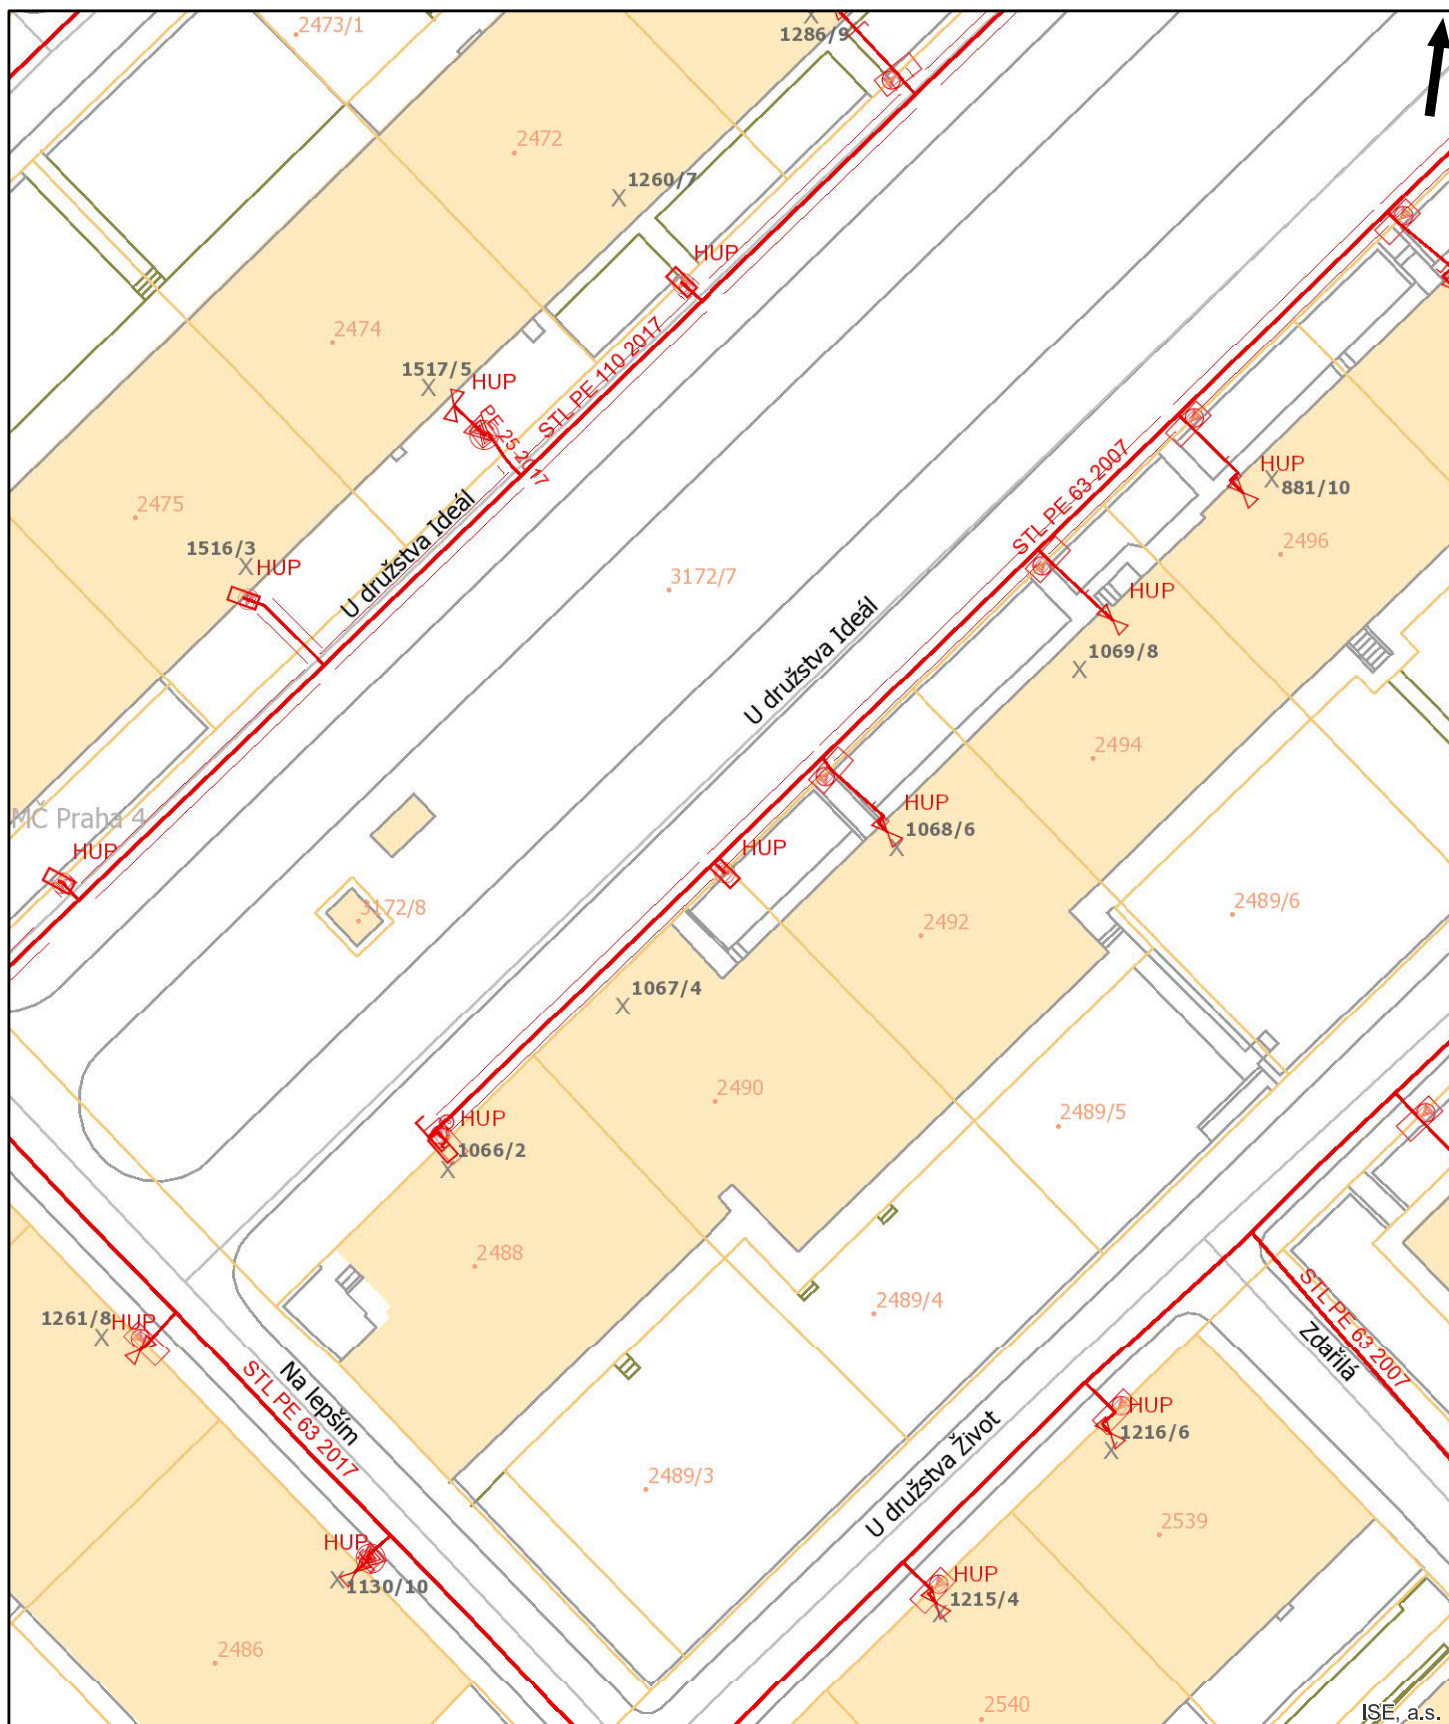 2473/1
1286/9
2472
1260/7
HUP
2474
STL PE 110 2017
1517/5
HUP
PE 25 2017
HUP
881/10
STL PE 63 2007
2475
U družstva Ideál
2496
1516/3
HUP
3172/7
HUP
U družstva Ideál
1069/8
2494
HUP
1068/6
MČ Praha 4
HUP
HUP
3172/8
2492
2489/6
1067/4
2490
2489/5
HUP
1066/2
2488
2489/4
1261/8
HUP
STL PE 63 2007
Zdařilá
Na lepším
STL PE 63 2017
HUP
1216/6
U družstva Život
2489/3
2539
HUP
1130/10
HUP
1215/4
2486
2540
ISE, a.s.